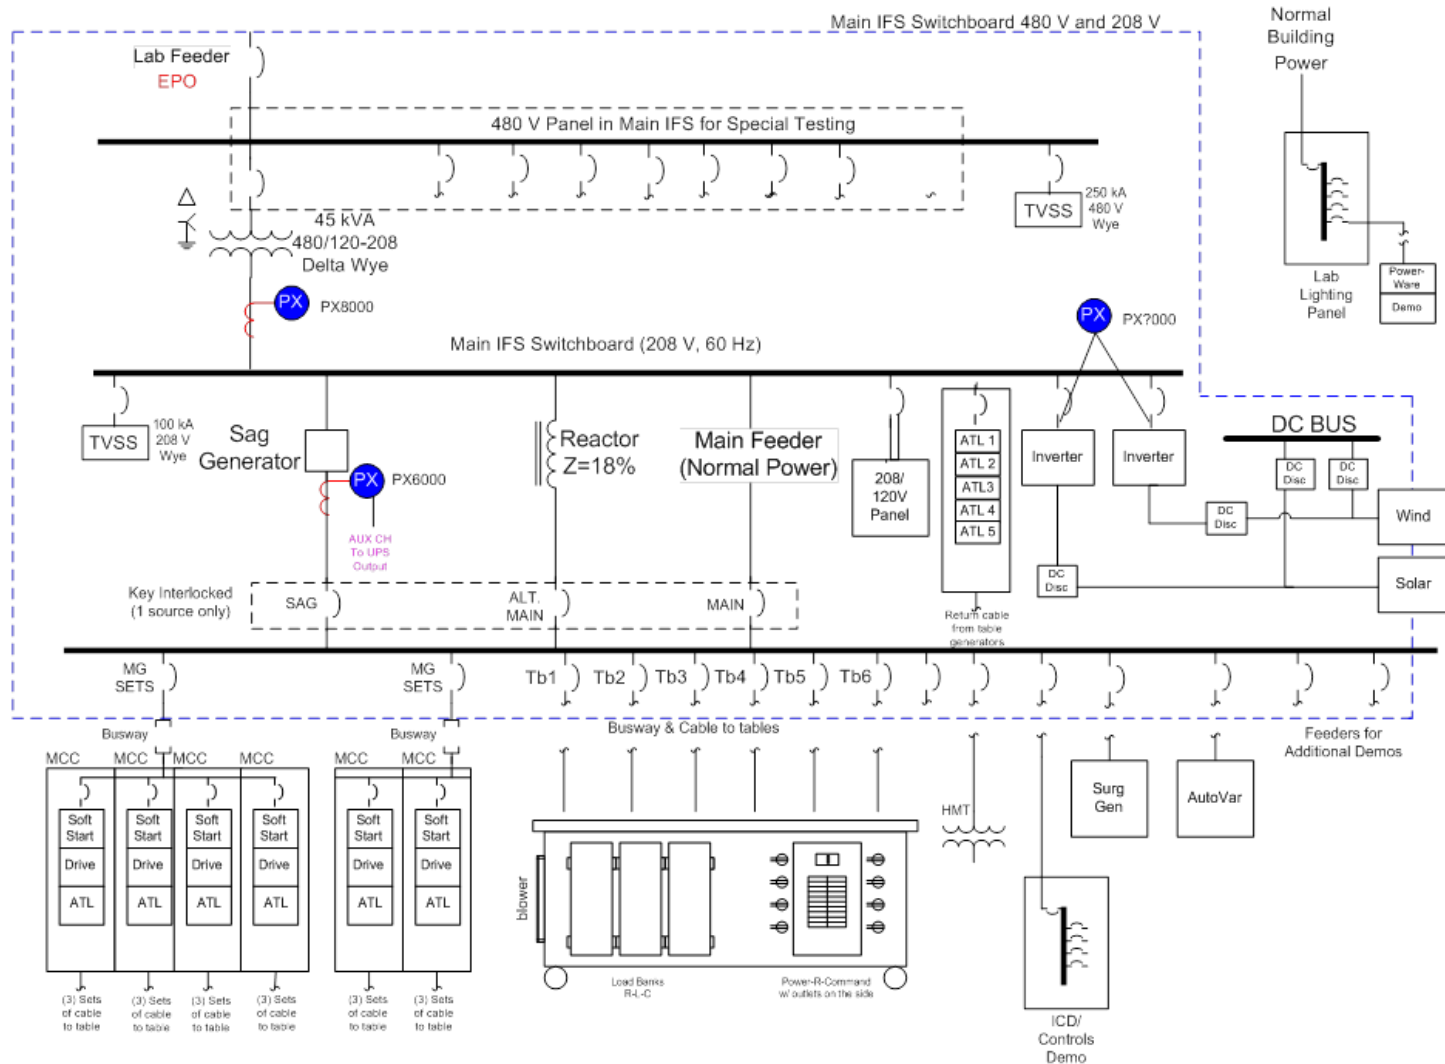 Main IFS Switchboard 480 V and 208 V
Normal
Building
Power
Lab Feeder
EPO
480 V Panel in Main IFS for Special Testing
TVSS
250 kA
480 V
Wye
45 kVA
480/120-208
Delta Wye
Lab
Lighting
Panel
Power-
Ware
Demo
PX
PX8000
PX
PX?000
Main IFS Switchboard (208 V, 60 Hz)
TVSS
100 kA
208 V
Wye
Sag
Generator
PX
PX6000
AUX CH
To UPS
Output
Reactor
Z=18%
Main Feeder
(Normal Power)
208/
120V
Panel
ATL 1
ATL 2
ATL3
ATL 4
ATL 5
Return cable
from table
generators
Inverter
Inverter
DC BUS
DC
Disc
DC
Disc
DC
Disc
DC
Disc
Wind
Solar
Key Interlocked
(1 source only)
SAG
ALT.
MAIN
MAIN
MG
SETS
MG
SETS
Tb1
Tb2
Tb3
Tb4
Tb5
Tb6
Busway
Busway
Busway & Cable to tables
Feeders for
Additional Demos
MCC
MCC
MCC
MCC
MCC
MCC
Soft
Start
Drive
ATL
Soft
Start
Drive
ATL
Soft
Start
Drive
ATL
Soft
Start
Drive
ATL
Soft
Start
Drive
ATL
Soft
Start
Drive
ATL
(3) Sets
of cable
to table
(3) Sets
of cable
to table
(3) Sets
of cable
to table
(3) Sets
of cable
to table
(3) Sets
of cable
to table
(3) Sets
of cable
to table
blower
Load Banks
R-L-C
Power-R-Command
w/ outlets on the side
HMT
Surg
Gen
AutoVar
ICD/
Controls
Demo